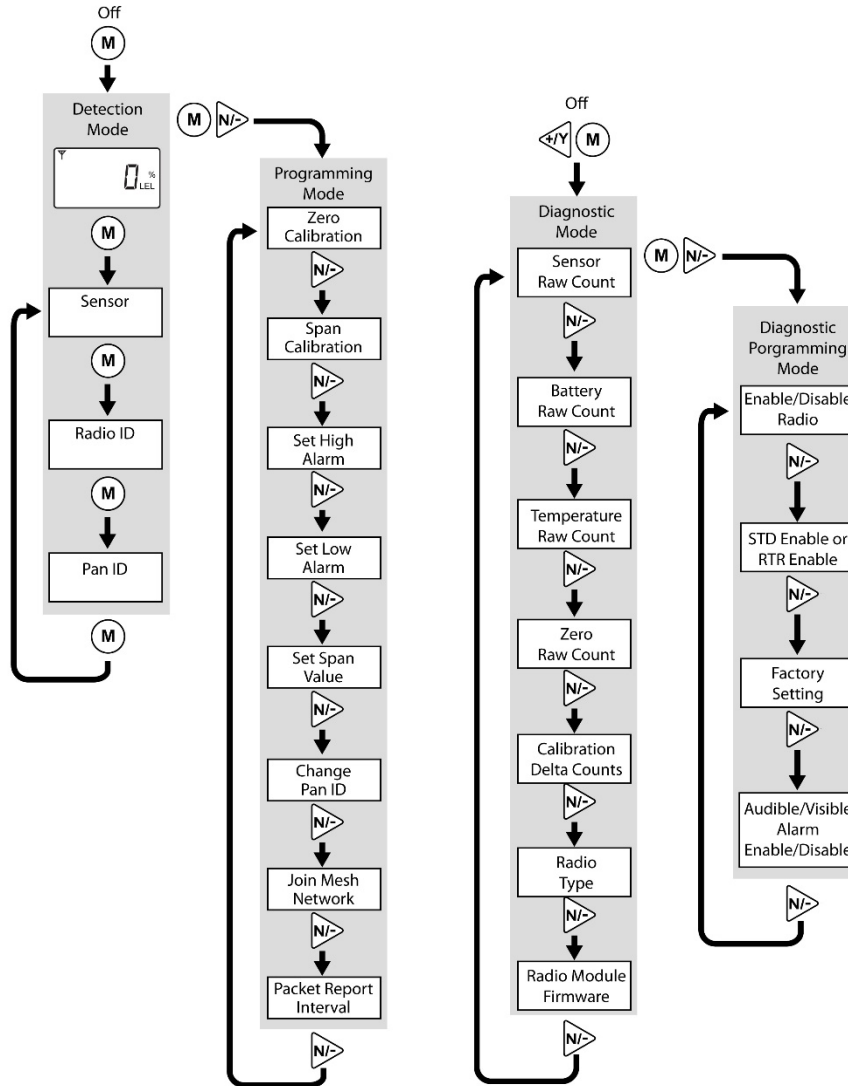 Off
M
Detection
Mode
0 %
LEL
M
Sensor
M
Radio ID
M
Pan ID
M
M N/-
Programming
Mode
Zero
Calibration
N/-
Span
Calibration
N/-
Set High
Alarm
N/-
Set Low
Alarm
N/-
Set Span
Value
N/-
Change
Pan ID
N/-
Join Mesh
Network
N/-
Packet Report
Interval
N/-
Off
+/Y M
Diagnostic
Mode
Sensor
Raw Count
N/-
Battery
Raw Count
N/-
Temperature
Raw Count
N/-
Zero
Raw Count
N/-
Calibration
Delta Counts
N/-
Radio
Type
N/-
Radio Module
Firmware
N/-
M N/-
Diagnostic
Porgramming
Mode
Enable/Disable
Radio
N/-
STD Enable or
RTR Enable
N/-
Factory
Setting
N/-
Audible/Visible
Alarm
Enable/Disable
N/-